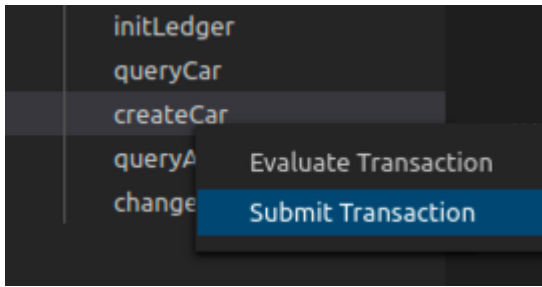 initLedger
queryCar
createCar
queryA
Evaluate Transaction
change
Submit Transaction